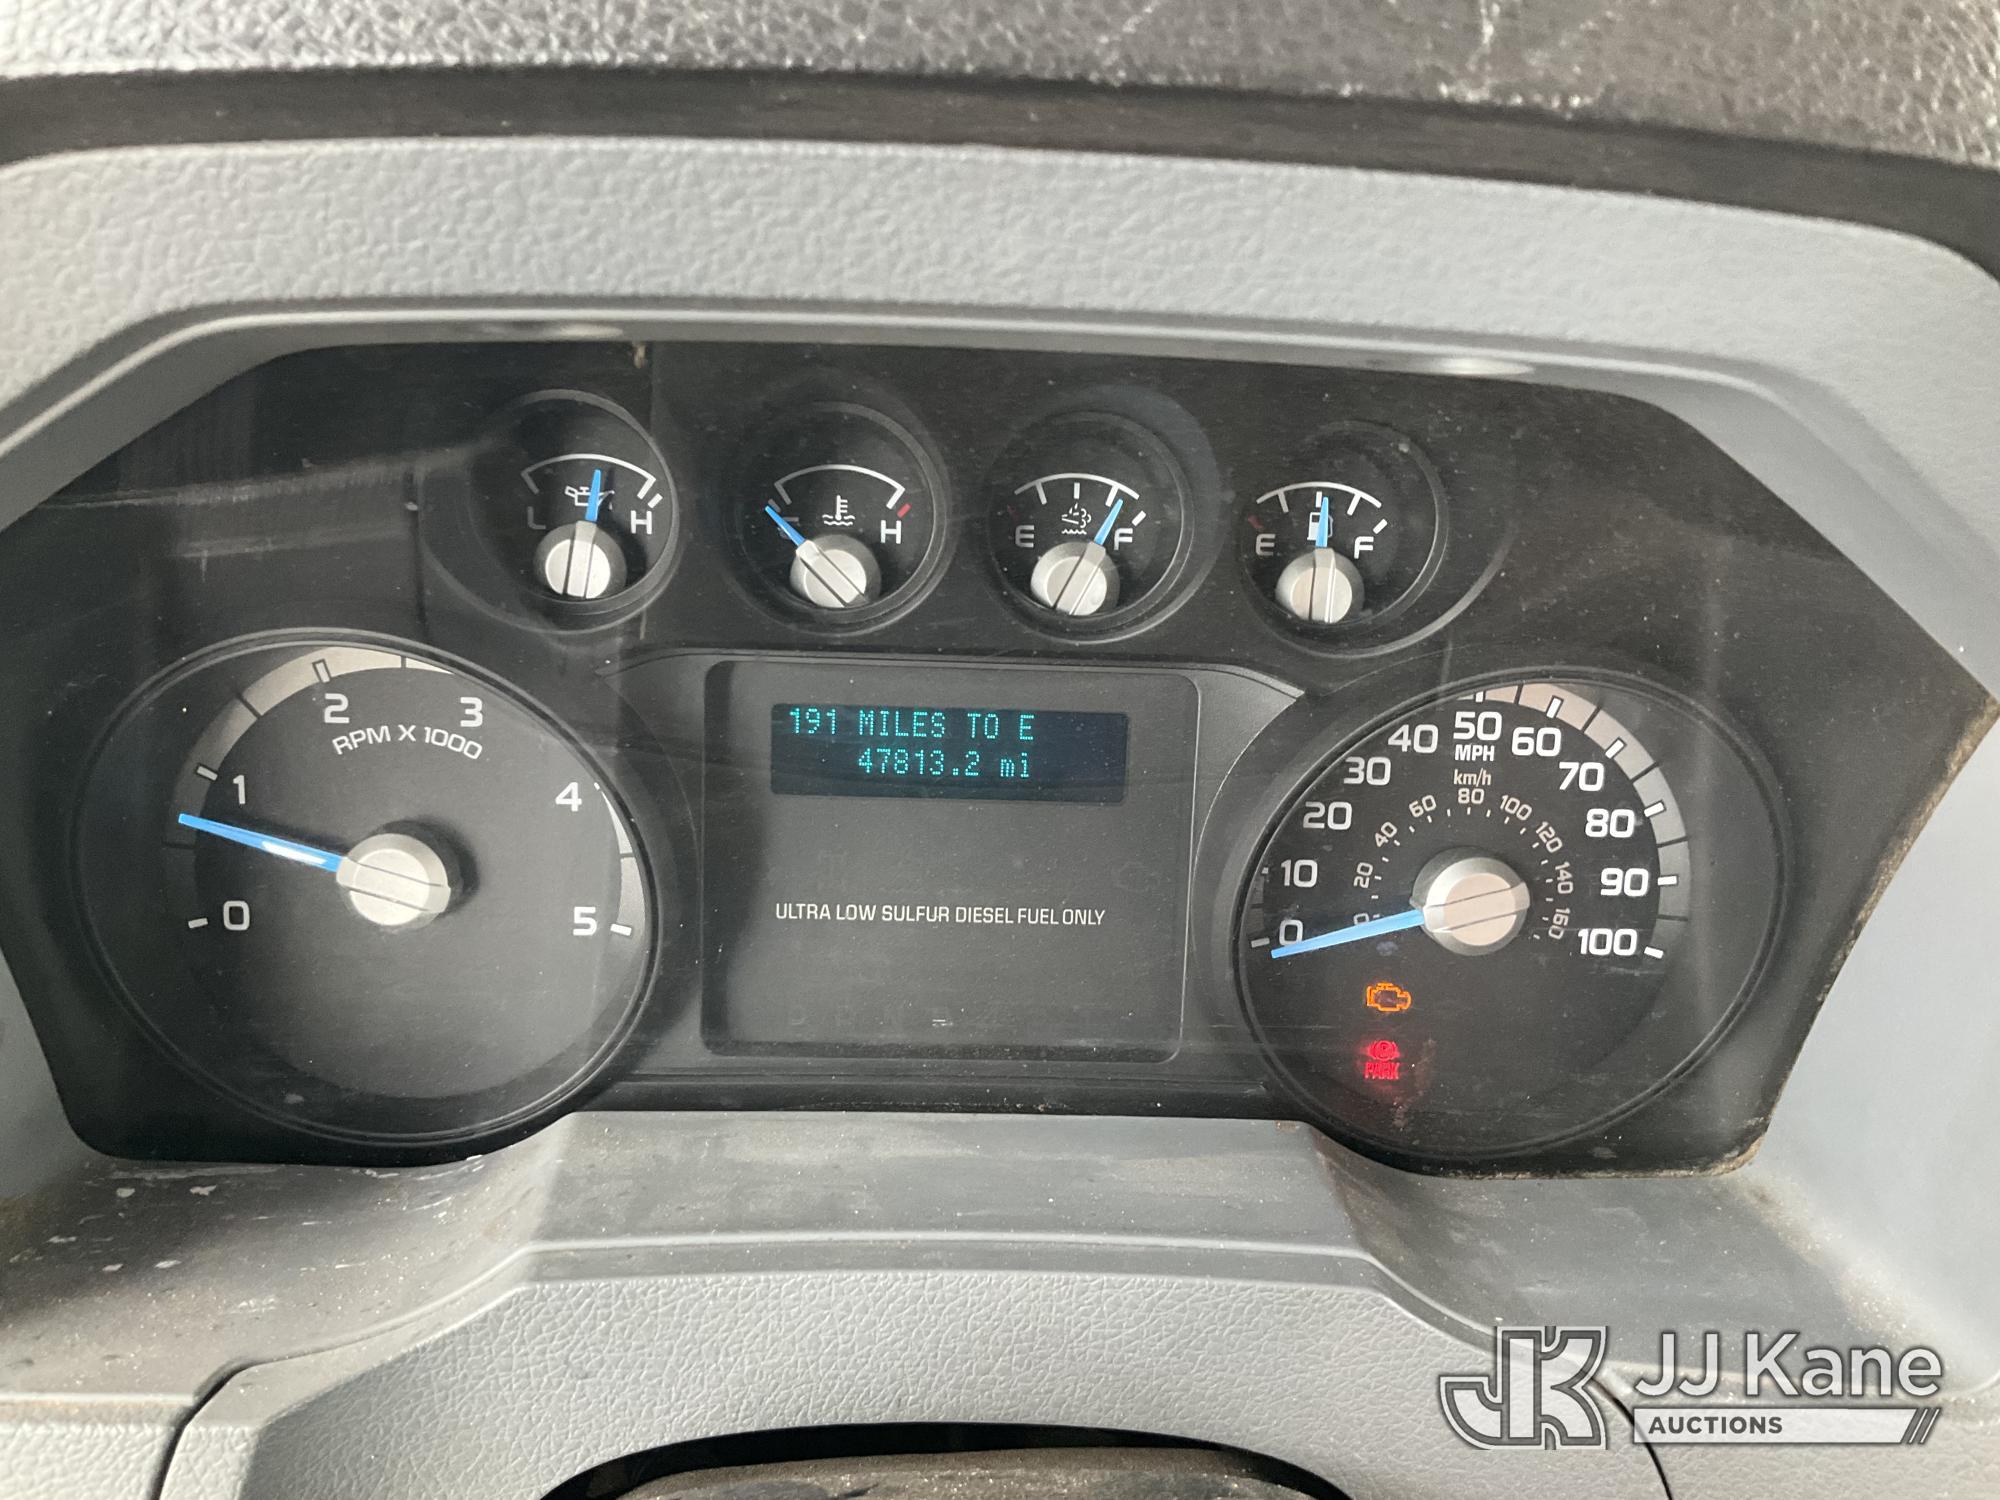 L H
H
E F
E F
0 1 2 3 4 5
RPM X 1000
191 MILES TO E
47813.2 mi
ULTRA LOW SULFUR DIESEL FUEL ONLY
0 10 20 30 40 50 60 70 80 90 100
MPH
km/h
0 20 40 60 80 100 120 140 160
PARK
JK JJ Kane
AUCTIONS